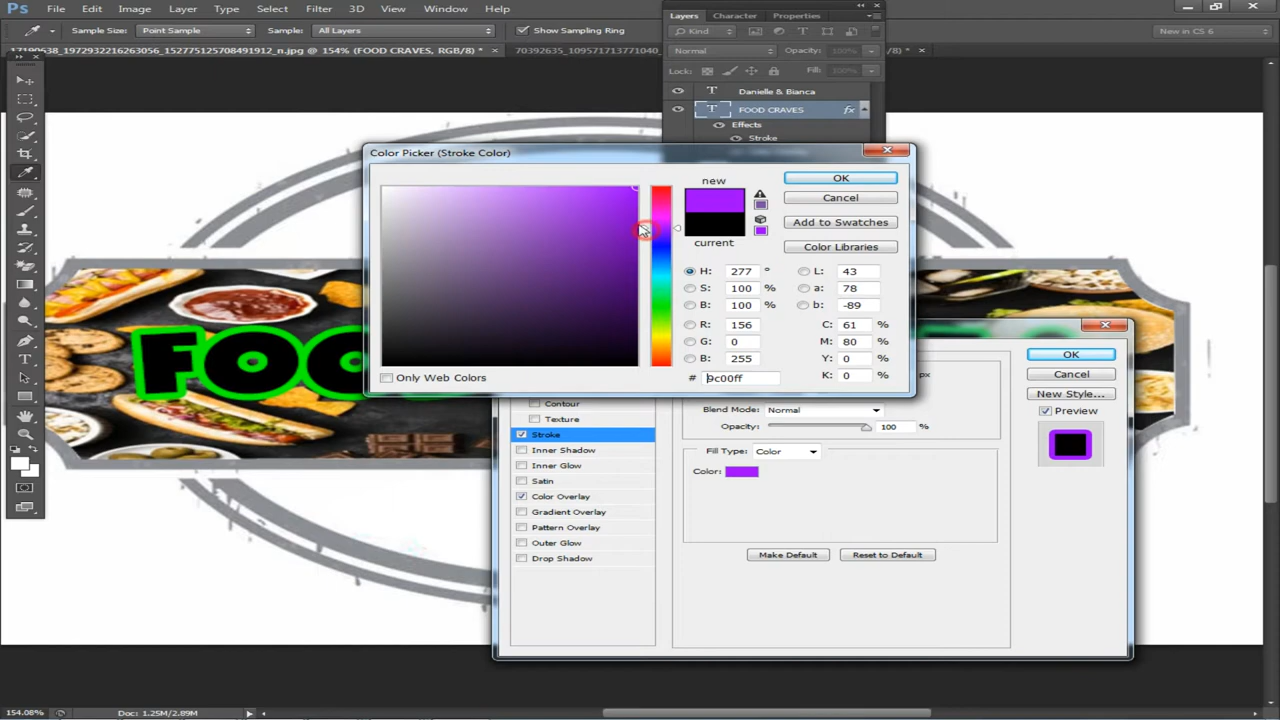 Ps File Edit Image Layer Type Select Filter 3D View Window Help
Sample Size: Point Sample Sample: All Layers Show Sampling Ring New in CS 6
17190638_1972932216263056_1527751257084919​12_n.jpg @ 154% (FOOD CRAVES, RGB/8) *
70392635_109571713771040_
/8) *
Layers Character Properties
Kind
Normal Opacity: 100%
Lock: Fill: 100%
T Danielle & Bianca
T FOOD CRAVES fx
Effects
Stroke
Color Picker (Stroke Color)
new
current
OK
Cancel
Add to Swatches
Color Libraries
H: 277 ° L: 43
S: 100 % a: 78
B: 100 % b: -89
R: 156 C: 61 %
G: 0 M: 80 %
B: 255 Y: 0 %
K: 0 %
Only Web Colors # 9c00ff
FOO
px
Blend Mode: Normal
Opacity: 100 %
Fill Type: Color
Color:
Make Default Reset to Default
Contour
Texture
Stroke
Inner Shadow
Inner Glow
Satin
Color Overlay
Gradient Overlay
Pattern Overlay
Outer Glow
Drop Shadow
OK
Cancel
New Style...
Preview
154.08% Doc: 1.25M/2.89M